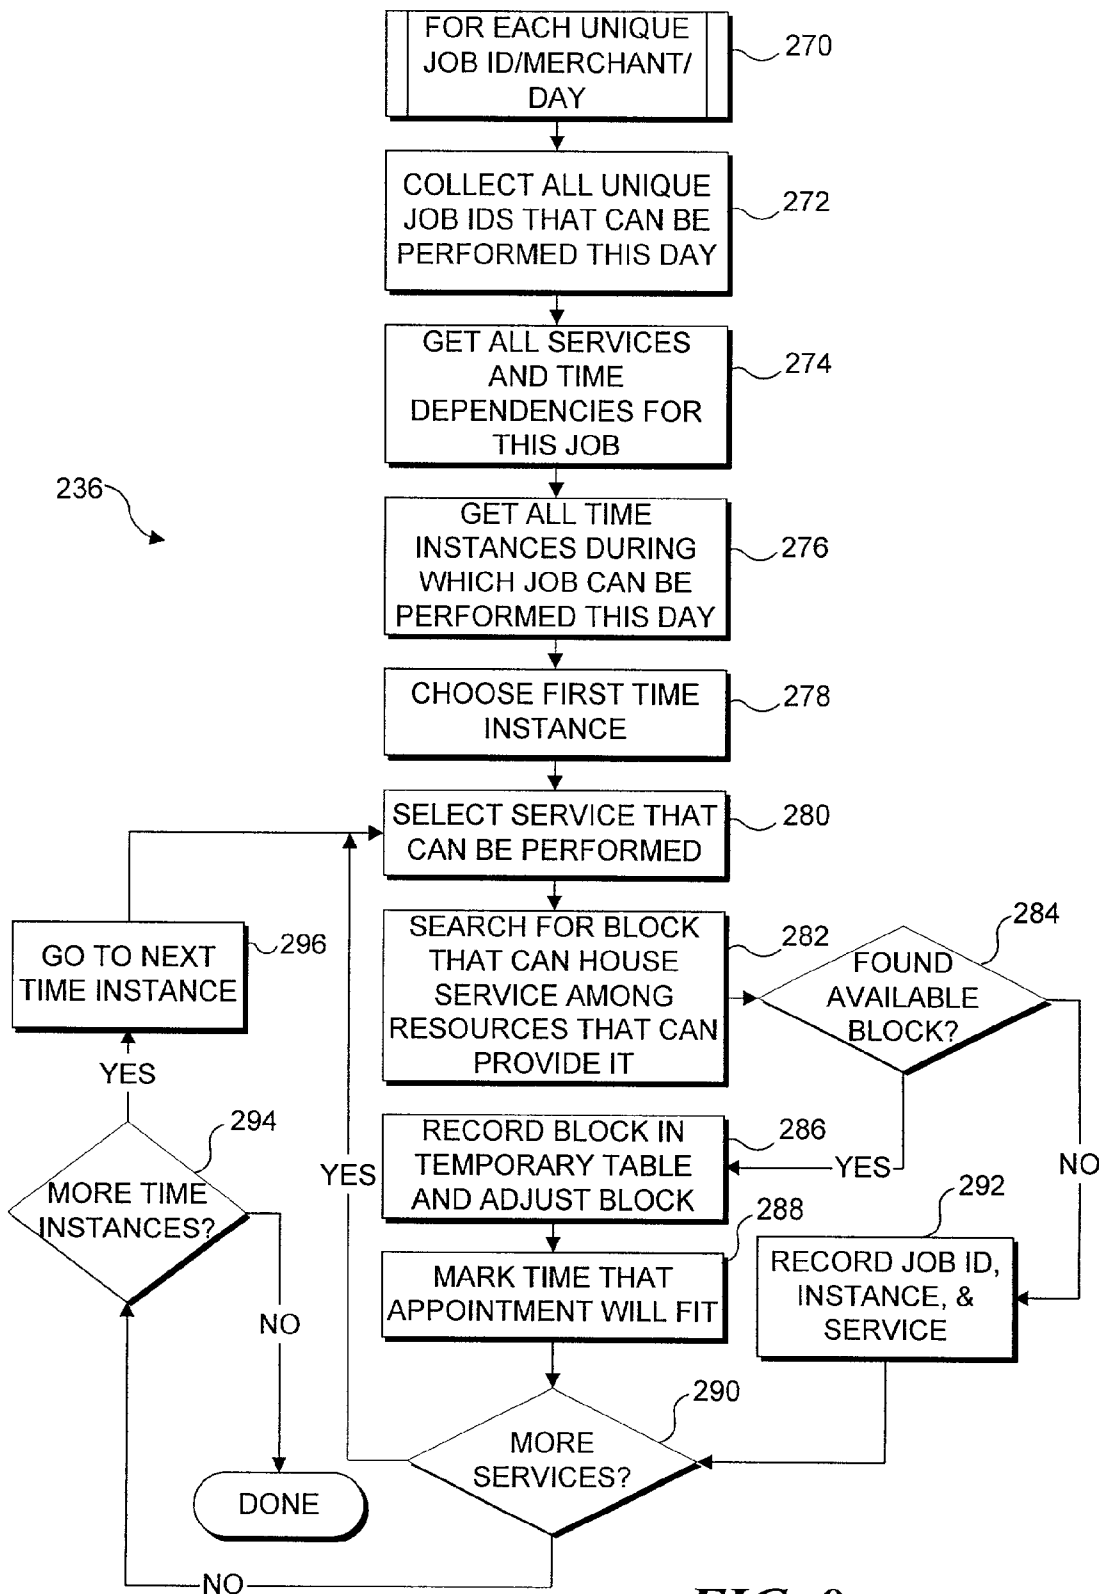 FOR EACH UNIQUE
JOB ID/MERCHANT/
DAY
270
COLLECT ALL UNIQUE
JOB IDS THAT CAN BE
PERFORMED THIS DAY
272
GET ALL SERVICES
AND TIME
DEPENDENCIES FOR
THIS JOB
274
236
GET ALL TIME
INSTANCES DURING
WHICH JOB CAN BE
PERFORMED THIS DAY
276
CHOOSE FIRST TIME
INSTANCE
278
SELECT SERVICE THAT
CAN BE PERFORMED
280
GO TO NEXT
TIME INSTANCE
296
SEARCH FOR BLOCK
THAT CAN HOUSE
SERVICE AMONG
RESOURCES THAT CAN
PROVIDE IT
282
FOUND
AVAILABLE
BLOCK?
284
YES
MORE TIME
INSTANCES?
294
YES
RECORD BLOCK IN
TEMPORARY TABLE
AND ADJUST BLOCK
286
YES
NO
MARK TIME THAT
APPOINTMENT WILL FIT
288
RECORD JOB ID,
INSTANCE, &
SERVICE
292
NO
MORE
SERVICES?
290
DONE
NO